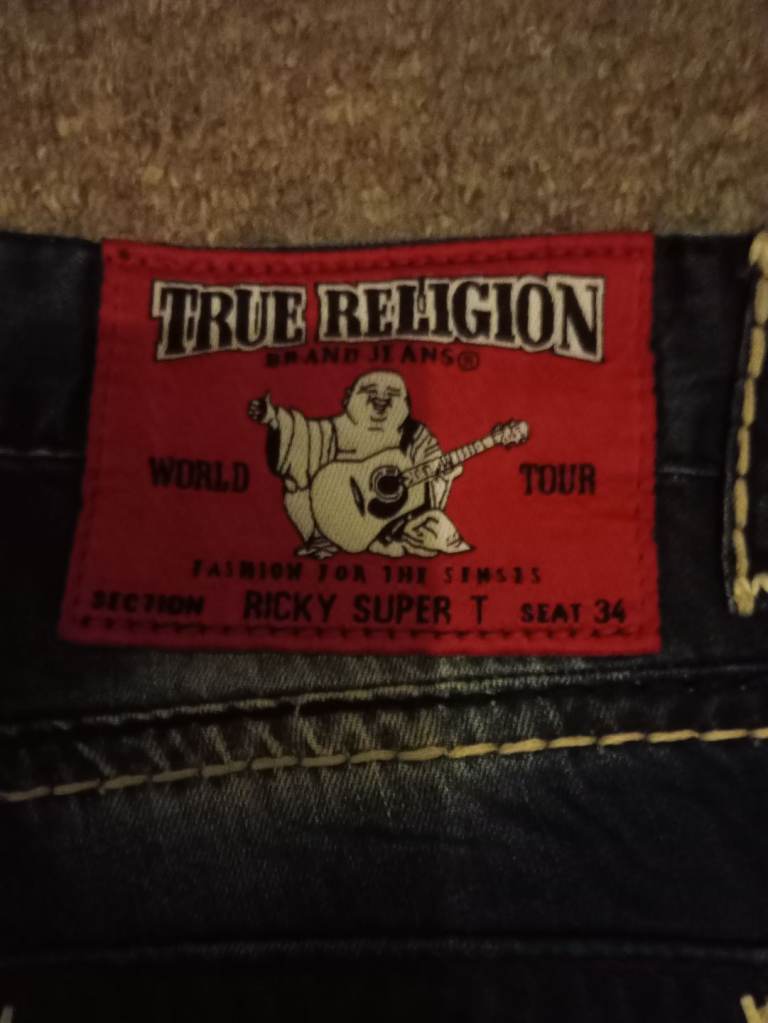 TRUE RELIGION
BRAND JEANS®
WORLD TOUR
FASHION FOR THE SENSES
SECTION RICKY SUPER T SEAT 34